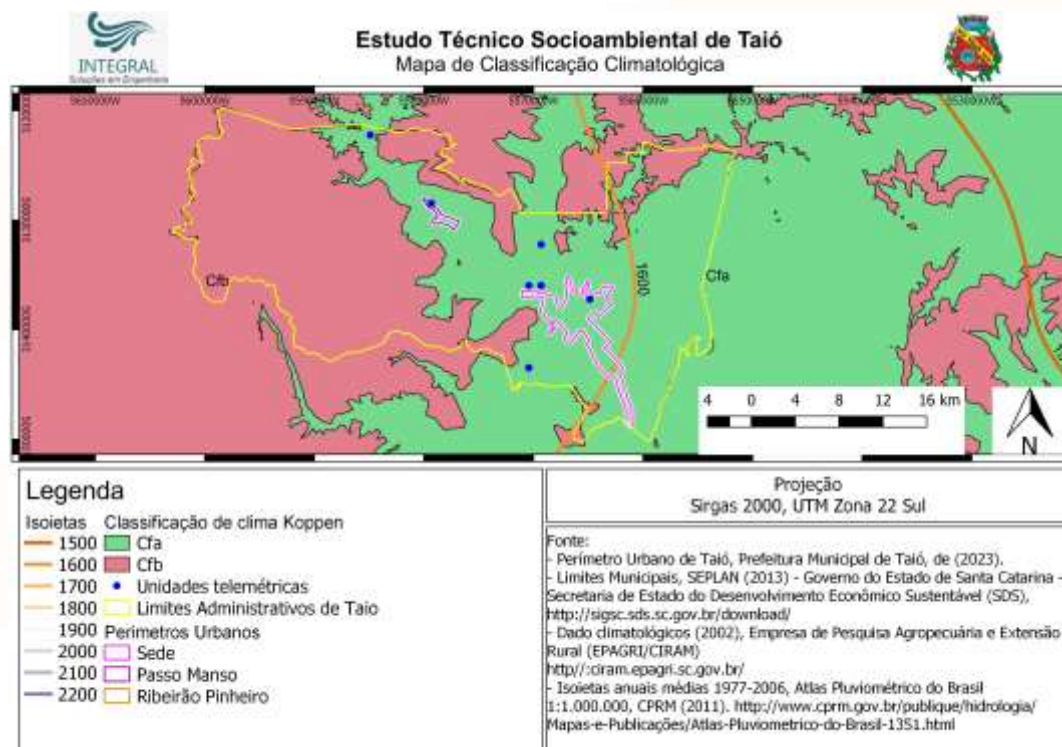 INTEGRAL
Soluções em Engenharia
Estudo Técnico Socioambiental de Taió
Mapa de Classificação Climatológica
Cfb
1600
Cfa
4 0 4 8 12 16 km
N
Legenda
Isoietas Classificação de clima Koppen
1500 Cfa
1600 Cfb
1700 Unidades telemétricas
1800 Limites Administrativos de Taio
1900 Perimetros Urbanos
2000 Sede
2100 Passo Manso
2200 Ribeirão Pinheiro
Projeção
Sirgas 2000, UTM Zona 22 Sul
Fonte:
- Perímetro Urbano de Taió, Prefeitura Municipal de Taió, de (2023).
- Limites Municipais, SEPLAN (2013) - Governo do Estado de Santa Catarina -
Secretaria de Estado do Desenvolvimento Econômico Sustentável (SDS),
http://sigsc.sds.sc.gov.br/download/
- Dado climatológicos (2002), Empresa de Pesquisa Agropecuária e Extensão
Rural (EPAGRI/CIRAM)
http//:ciram.epagri.sc.gov.br/
- Isoietas anuais médias 1977-2006, Atlas Pluviométrico do Brasil
1:1.000.000, CPRM (2011). http://www.cprm.gov.br/publique/hidrologia/
Mapas-e-Publicações/Atlas-Pluviometrico-do-Brasil-1351.html